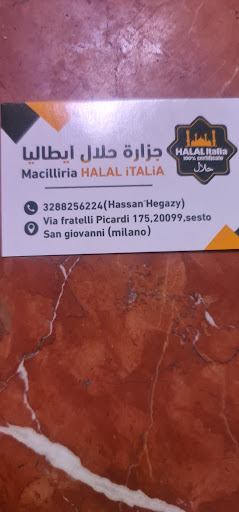 جزارة حلال ايطاليا
Macilliria HALAL iTALiA
HALAL Italia
100% certificato
حلال
3288256224(Hassan Hegazy)
Via fratelli Picardi 175,20099,sesto
San giovanni (milano)